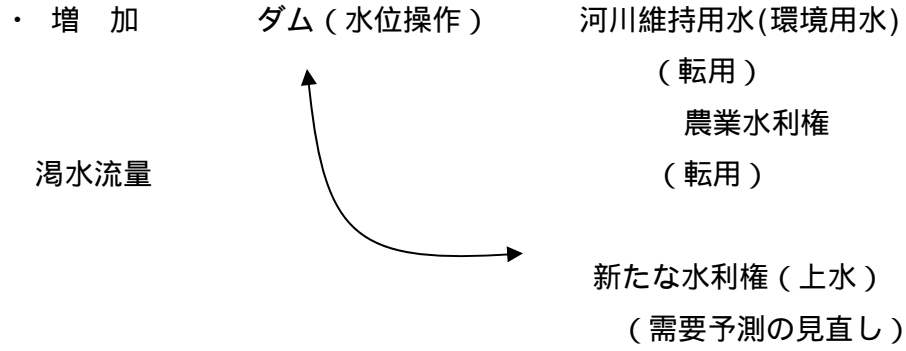 ・ 増　加　　ダム（水位操作）　　河川維持用水(環境用水)
（転用）
農業水利権
渇水流量　　（転用）
新たな水利権（上水）
（需要予測の見直し）